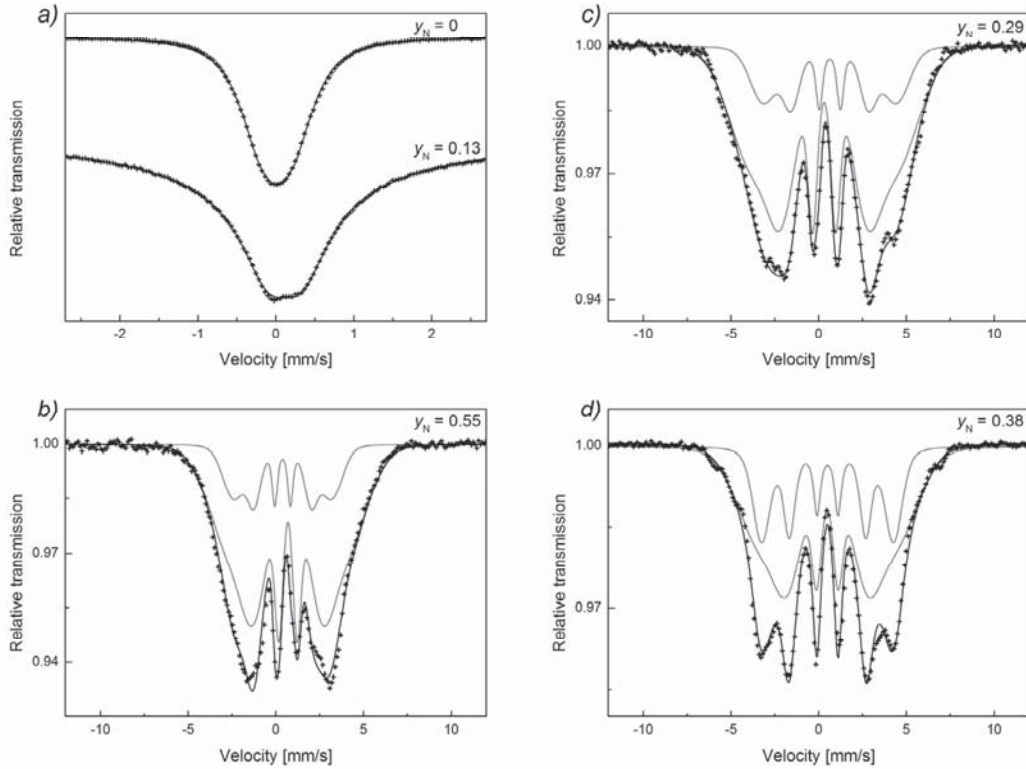 a)
y_N = 0
y_N = 0.13
Relative transmission
-2
-1
0
1
2
Velocity [mm/s]
c)
y_N = 0.29
1.00
0.97
0.94
Relative transmission
-10
-5
0
5
10
Velocity [mm/s]
b)
y_N = 0.55
1.00
0.97
0.94
Relative transmission
-10
-5
0
5
10
Velocity [mm/s]
d)
y_N = 0.38
1.00
0.97
Relative transmission
-10
-5
0
5
10
Velocity [mm/s]